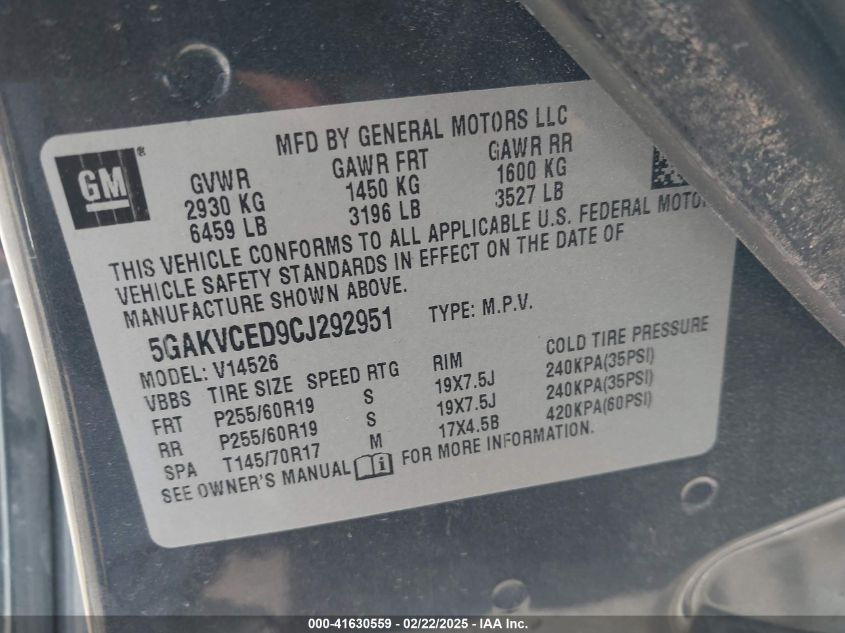 MFD BY GENERAL MOTORS LLC
GM®
GVWR GAWR FRT GAWR RR
2930 KG 1450 KG 1600 KG
6459 LB 3196 LB 3527 LB
THIS VEHICLE CONFORMS TO ALL APPLICABLE U.S. FEDERAL
VEHICLE SAFETY STANDARDS IN EFFECT ON THE DATE OF
MANUFACTURE SHOWN ABOVE.
5GAKVCED9CJ292951 TYPE: M.P.V.
MODEL: V14526
VBBS TIRE SIZE SPEED RTG RIM COLD TIRE PRESSURE
FRT P255/60R19 S 19X7.5J 240KPA(35PSI)
RR P255/60R19 S 19X7.5J 240KPA(35PSI)
SPA T145/70R17 M 17X4.5B 420KPA(60PSI)
SEE OWNER'S MANUAL FOR MORE INFORMATION.
000-41630559 - 02/22/2025 - IAA Inc.